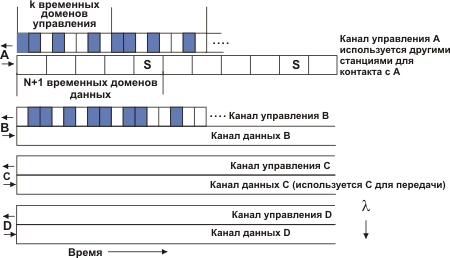 k временных
доменов
управления
Канал управления A
используется другими
станциями для
контакта с A
A
S
S
N+1 временных доменов
данных
B
Канал управления B
Канал данных B
C
Канал управления C
Канал данных C (используется C для передачи)
D
Канал управления D
Канал данных D
λ
Время